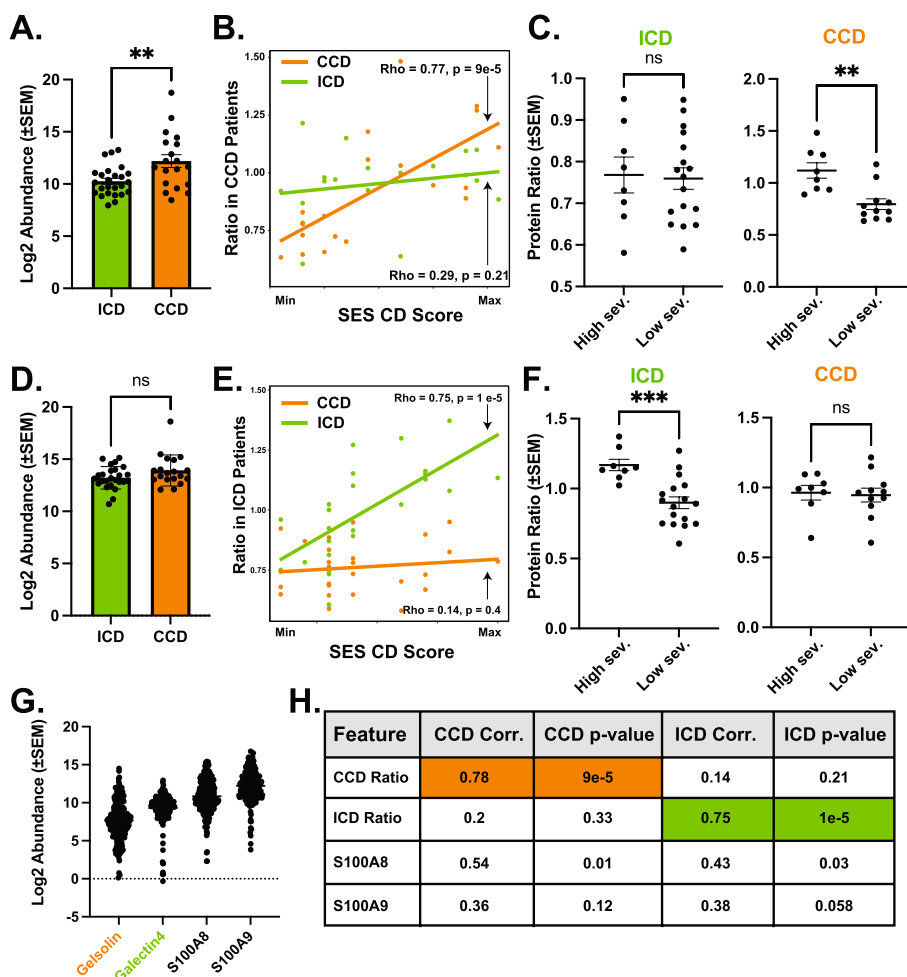 A.
**
Log2 Abundance (±SEM)
20
15
10
5
0
ICD
CCD
B.
1.50
1.25
1.00
0.75
CCD
ICD
Rho = 0.77, p = 9e-5
Rho = 0.29, p = 0.21
Ratio in CCD Patients
Min
Max
SES CD Score
C.
ICD
ns
Protein Ratio (±SEM)
1.0
0.9
0.8
0.7
0.6
0.5
High sev.
Low sev.
CCD
**
2.0
1.5
1.0
0.5
0.0
High sev.
Low sev.
D.
ns
Log2 Abundance (±SEM)
20
15
10
5
0
ICD
CCD
E.
1.50
1.25
1.0
0.75
CCD
ICD
Rho = 0.75, p = 1 e-5
Rho = 0.14, p = 0.4
Ratio in ICD Patients
Min
Max
SES CD Score
F.
ICD
***
Protein Ratio (±SEM)
1.5
1.0
0.5
0.0
High sev.
Low sev.
CCD
ns
1.5
1.0
0.5
0.0
High sev.
Low sev.
G.
Log2 Abundance (±SEM)
20
15
10
5
0
-5
Gelsolin
Galectin4
S100A8
S100A9
H.
Feature CCD Corr. CCD p-value ICD Corr. ICD p-value
CCD Ratio 0.78 9e-5 0.14 0.21
ICD Ratio 0.2 0.33 0.75 1e-5
S100A8 0.54 0.01 0.43 0.03
S100A9 0.36 0.12 0.38 0.058